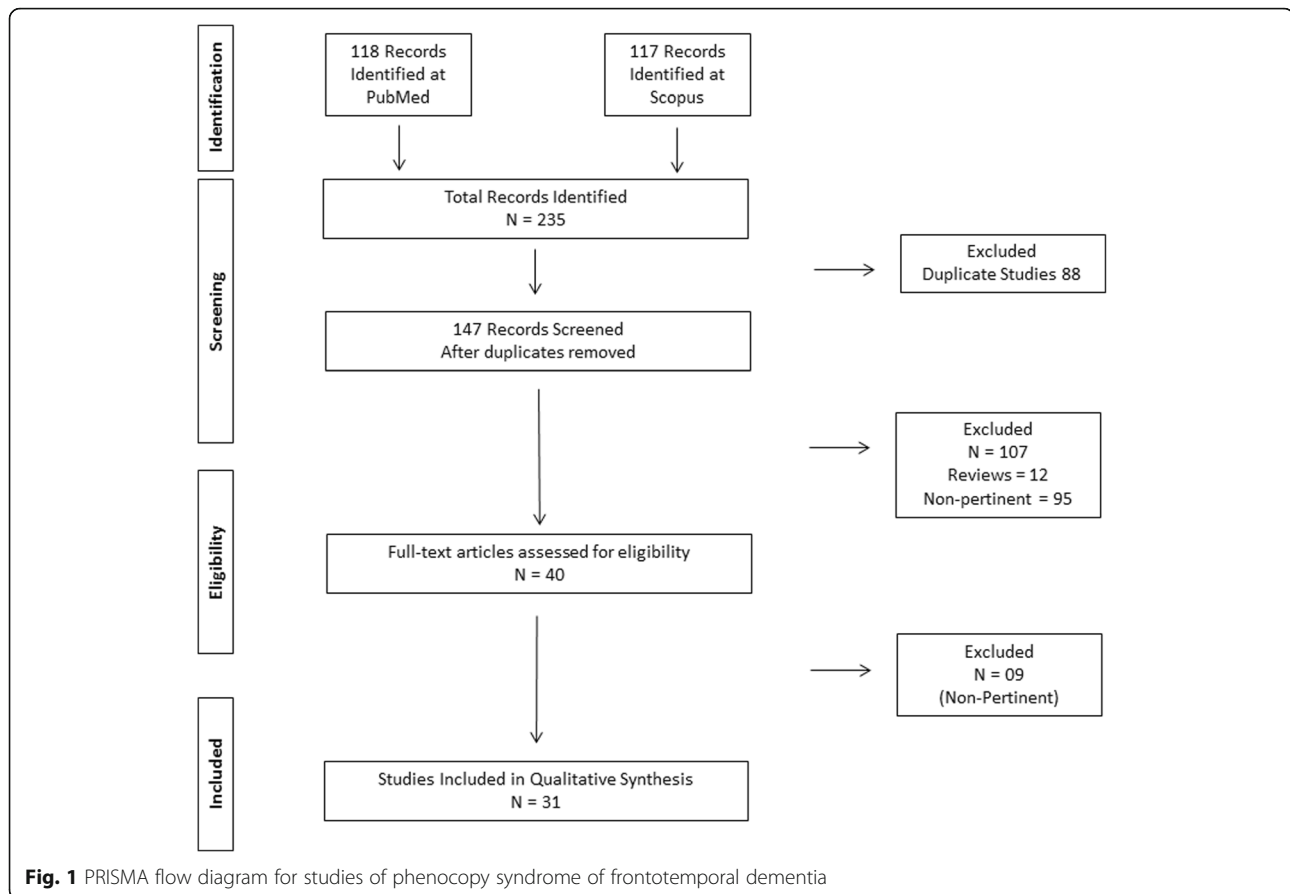 Identification
118 Records
Identified at
PubMed
117 Records
Identified at
Scopus
Screening
Total Records Identified
N = 235
Excluded
Duplicate Studies 88
147 Records Screened
After duplicates removed
Excluded
N = 107
Reviews = 12
Non-pertinent = 95
Eligibility
Full-text articles assessed for eligibility
N = 40
Excluded
N = 09
(Non-Pertinent)
Included
Studies Included in Qualitative Synthesis
N = 31
Fig. 1 PRISMA flow diagram for studies of phenocopy syndrome of frontotemporal dementia